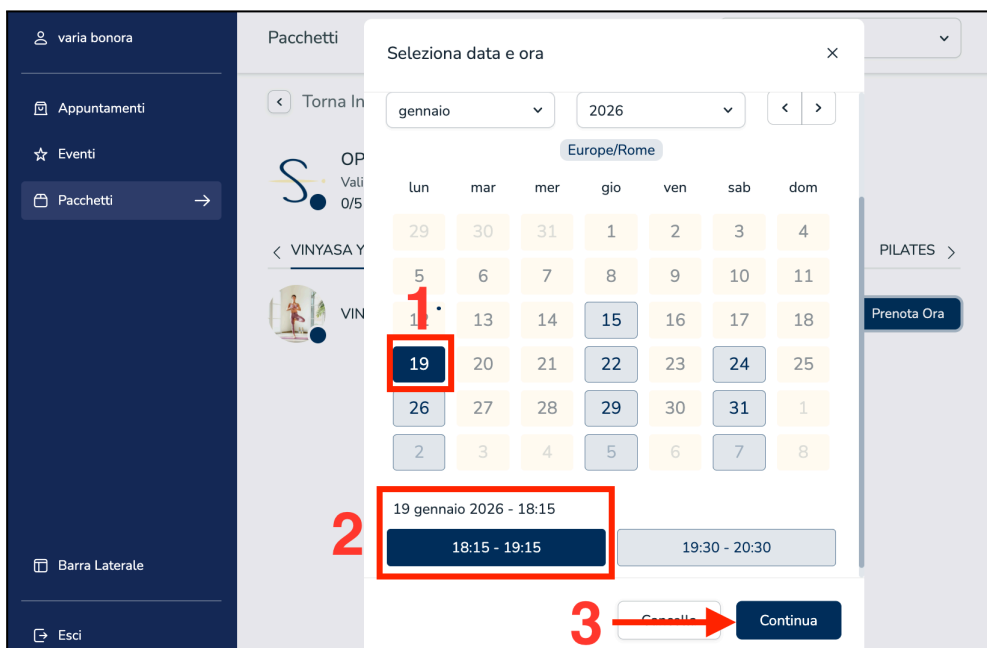 varia bonora
Appuntamenti
Eventi
Pacchetti
Barra Laterale
Esci
Pacchetti
Torna In
OP
Vali
0/5
VINYASA Y
PILATES
VIN
Prenota Ora
Seleziona data e ora
gennaio 2026
Europe/Rome
lun mar mer gio ven sab dom
29 30 31 1 2 3 4
5 6 7 8 9 10 11
12 13 14 15 16 17 18
19 20 21 22 23 24 25
26 27 28 29 30 31 1
2 3 4 5 6 7 8
19 gennaio 2026 - 18:15
18:15 - 19:15 19:30 - 20:30
Continua
1
2
3